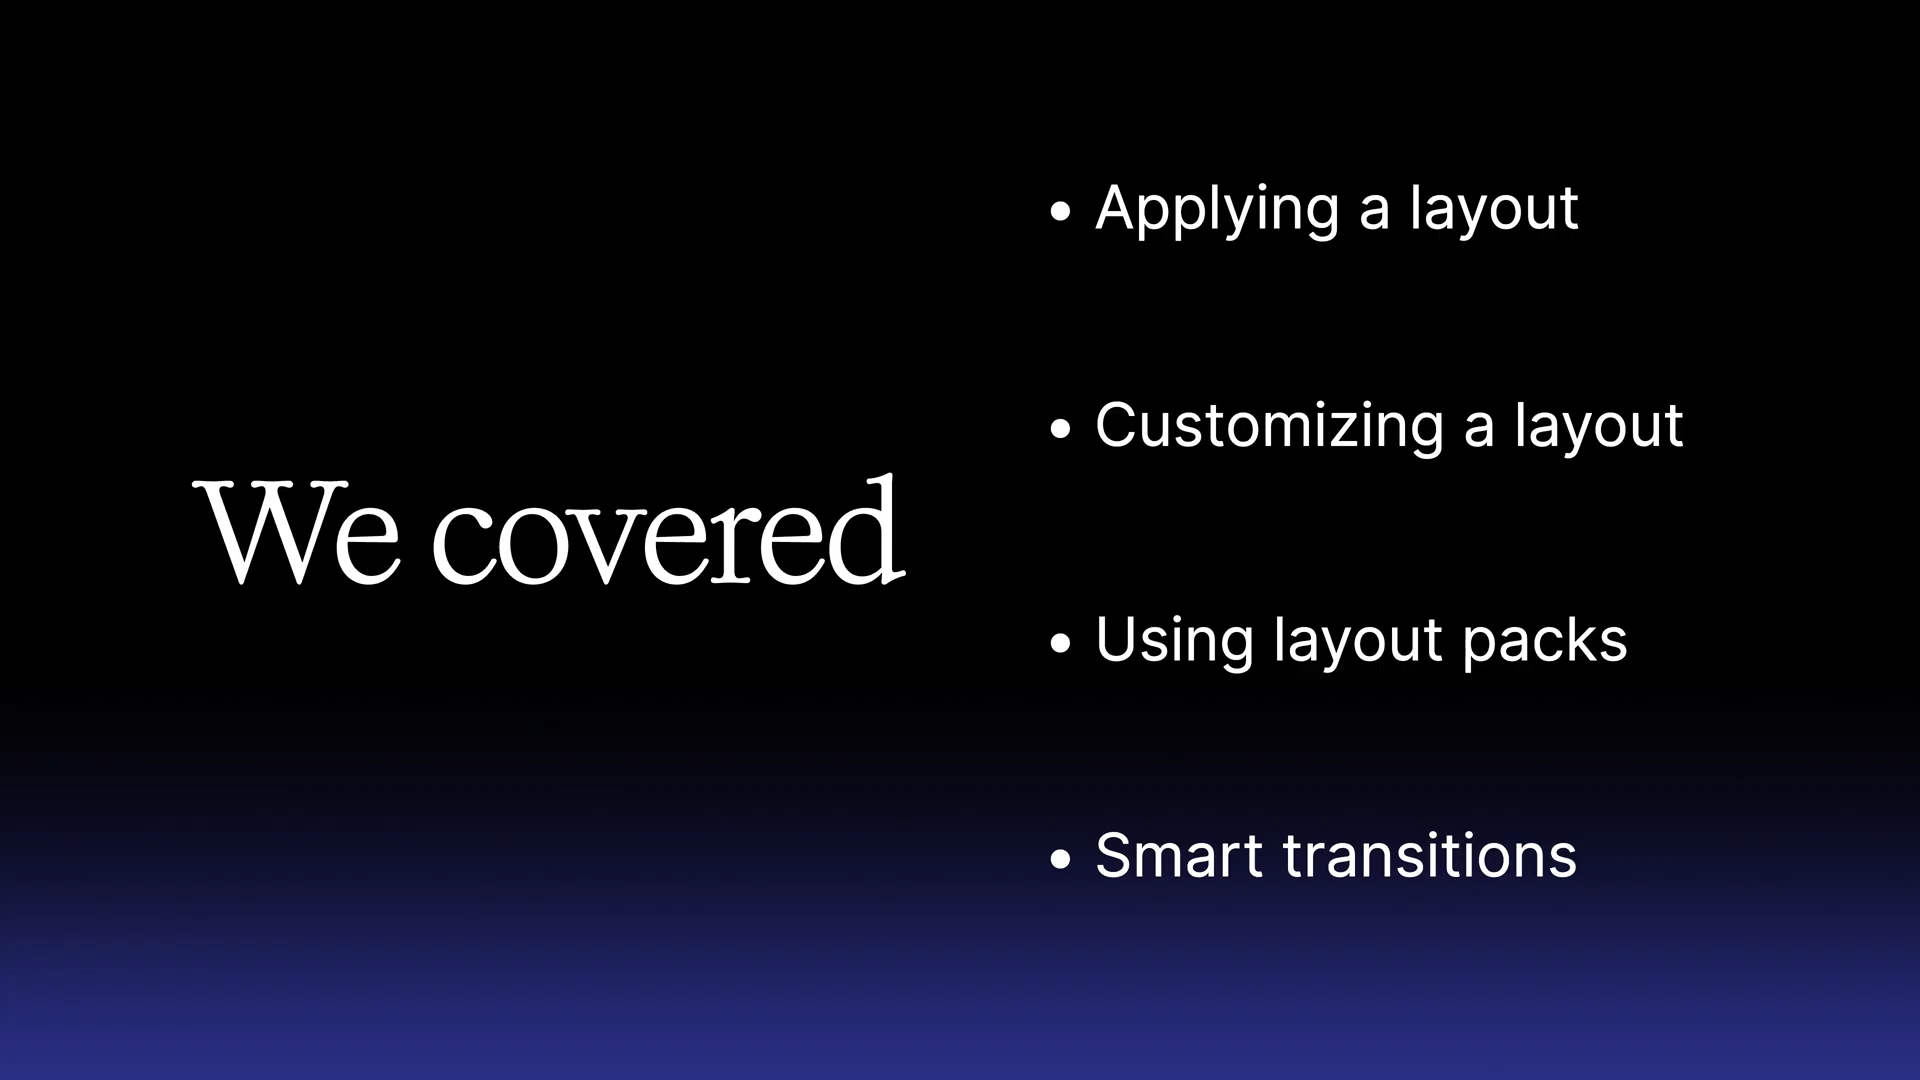 We covered
• Applying a layout
• Customizing a layout
• Using layout packs
• Smart transitions